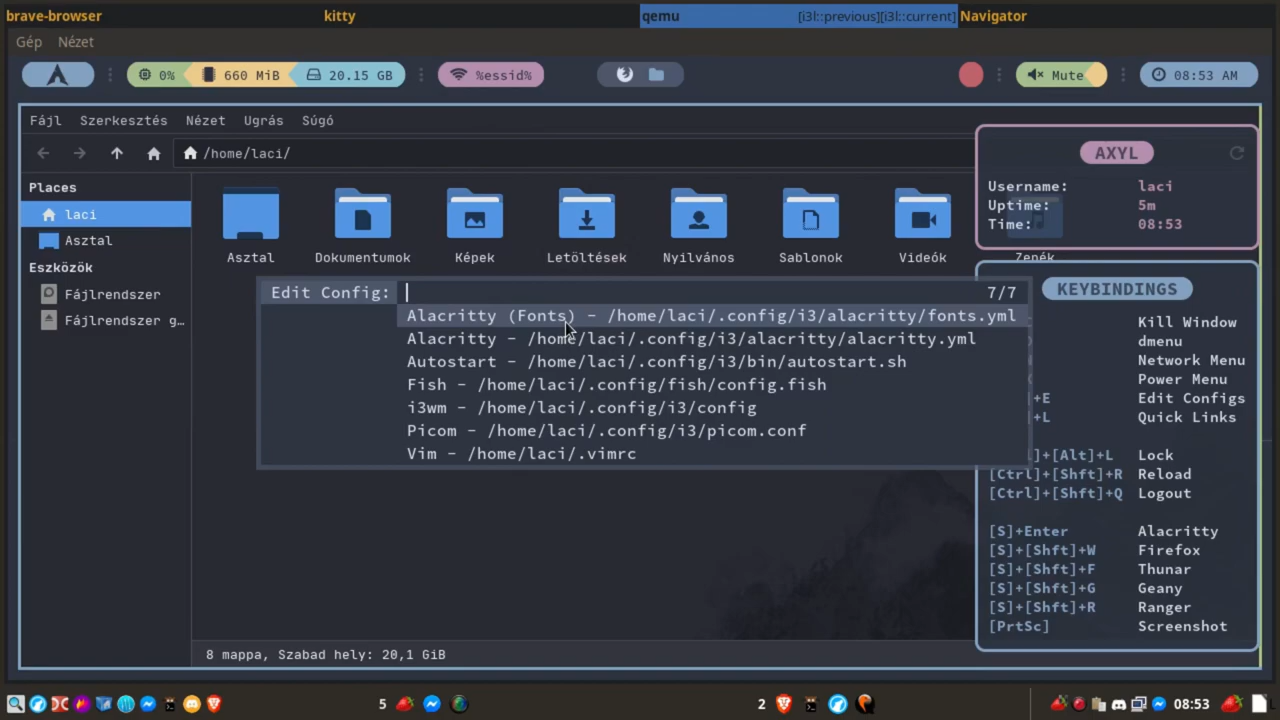 brave-browser kitty qemu [i3l::previous][i3l::current] Navigator
Gép Nézet
0% 660 MiB 20.15 GB %essid% Mute 08:53 AM
Fájl Szerkesztés Nézet Ugrás Súgó
/home/laci/
Places
laci
Asztal
Eszközök
Fájlrendszer
Fájlrendszer g…
Asztal Dokumentumok Képek Letöltések Nyilvános Sablonok Videók Zenék
Edit Config: 7/7
Alacritty (Fonts) - /home/laci/.config/i3/alacritty/fonts.yml
Alacritty - /home/laci/.config/i3/alacritty/alacritty.yml
Autostart - /home/laci/.config/i3/bin/autostart.sh
Fish - /home/laci/.config/fish/config.fish
i3wm - /home/laci/.config/i3/config
Picom - /home/laci/.config/i3/picom.conf
Vim - /home/laci/.vimrc
8 mappa, Szabad hely: 20,1 GiB
AXYL
Username: laci
Uptime: 5m
Time: 08:53
KEYBINDINGS
Kill Window
dmenu
Network Menu
Power Menu
+E Edit Configs
+L Quick Links
]+[Alt]+L Lock
[Ctrl]+[Shft]+R Reload
[Ctrl]+[Shft]+Q Logout
[S]+Enter Alacritty
[S]+[Shft]+W Firefox
[S]+[Shft]+F Thunar
[S]+[Shft]+G Geany
[S]+[Shft]+R Ranger
[PrtSc] Screenshot
5 2 08:53